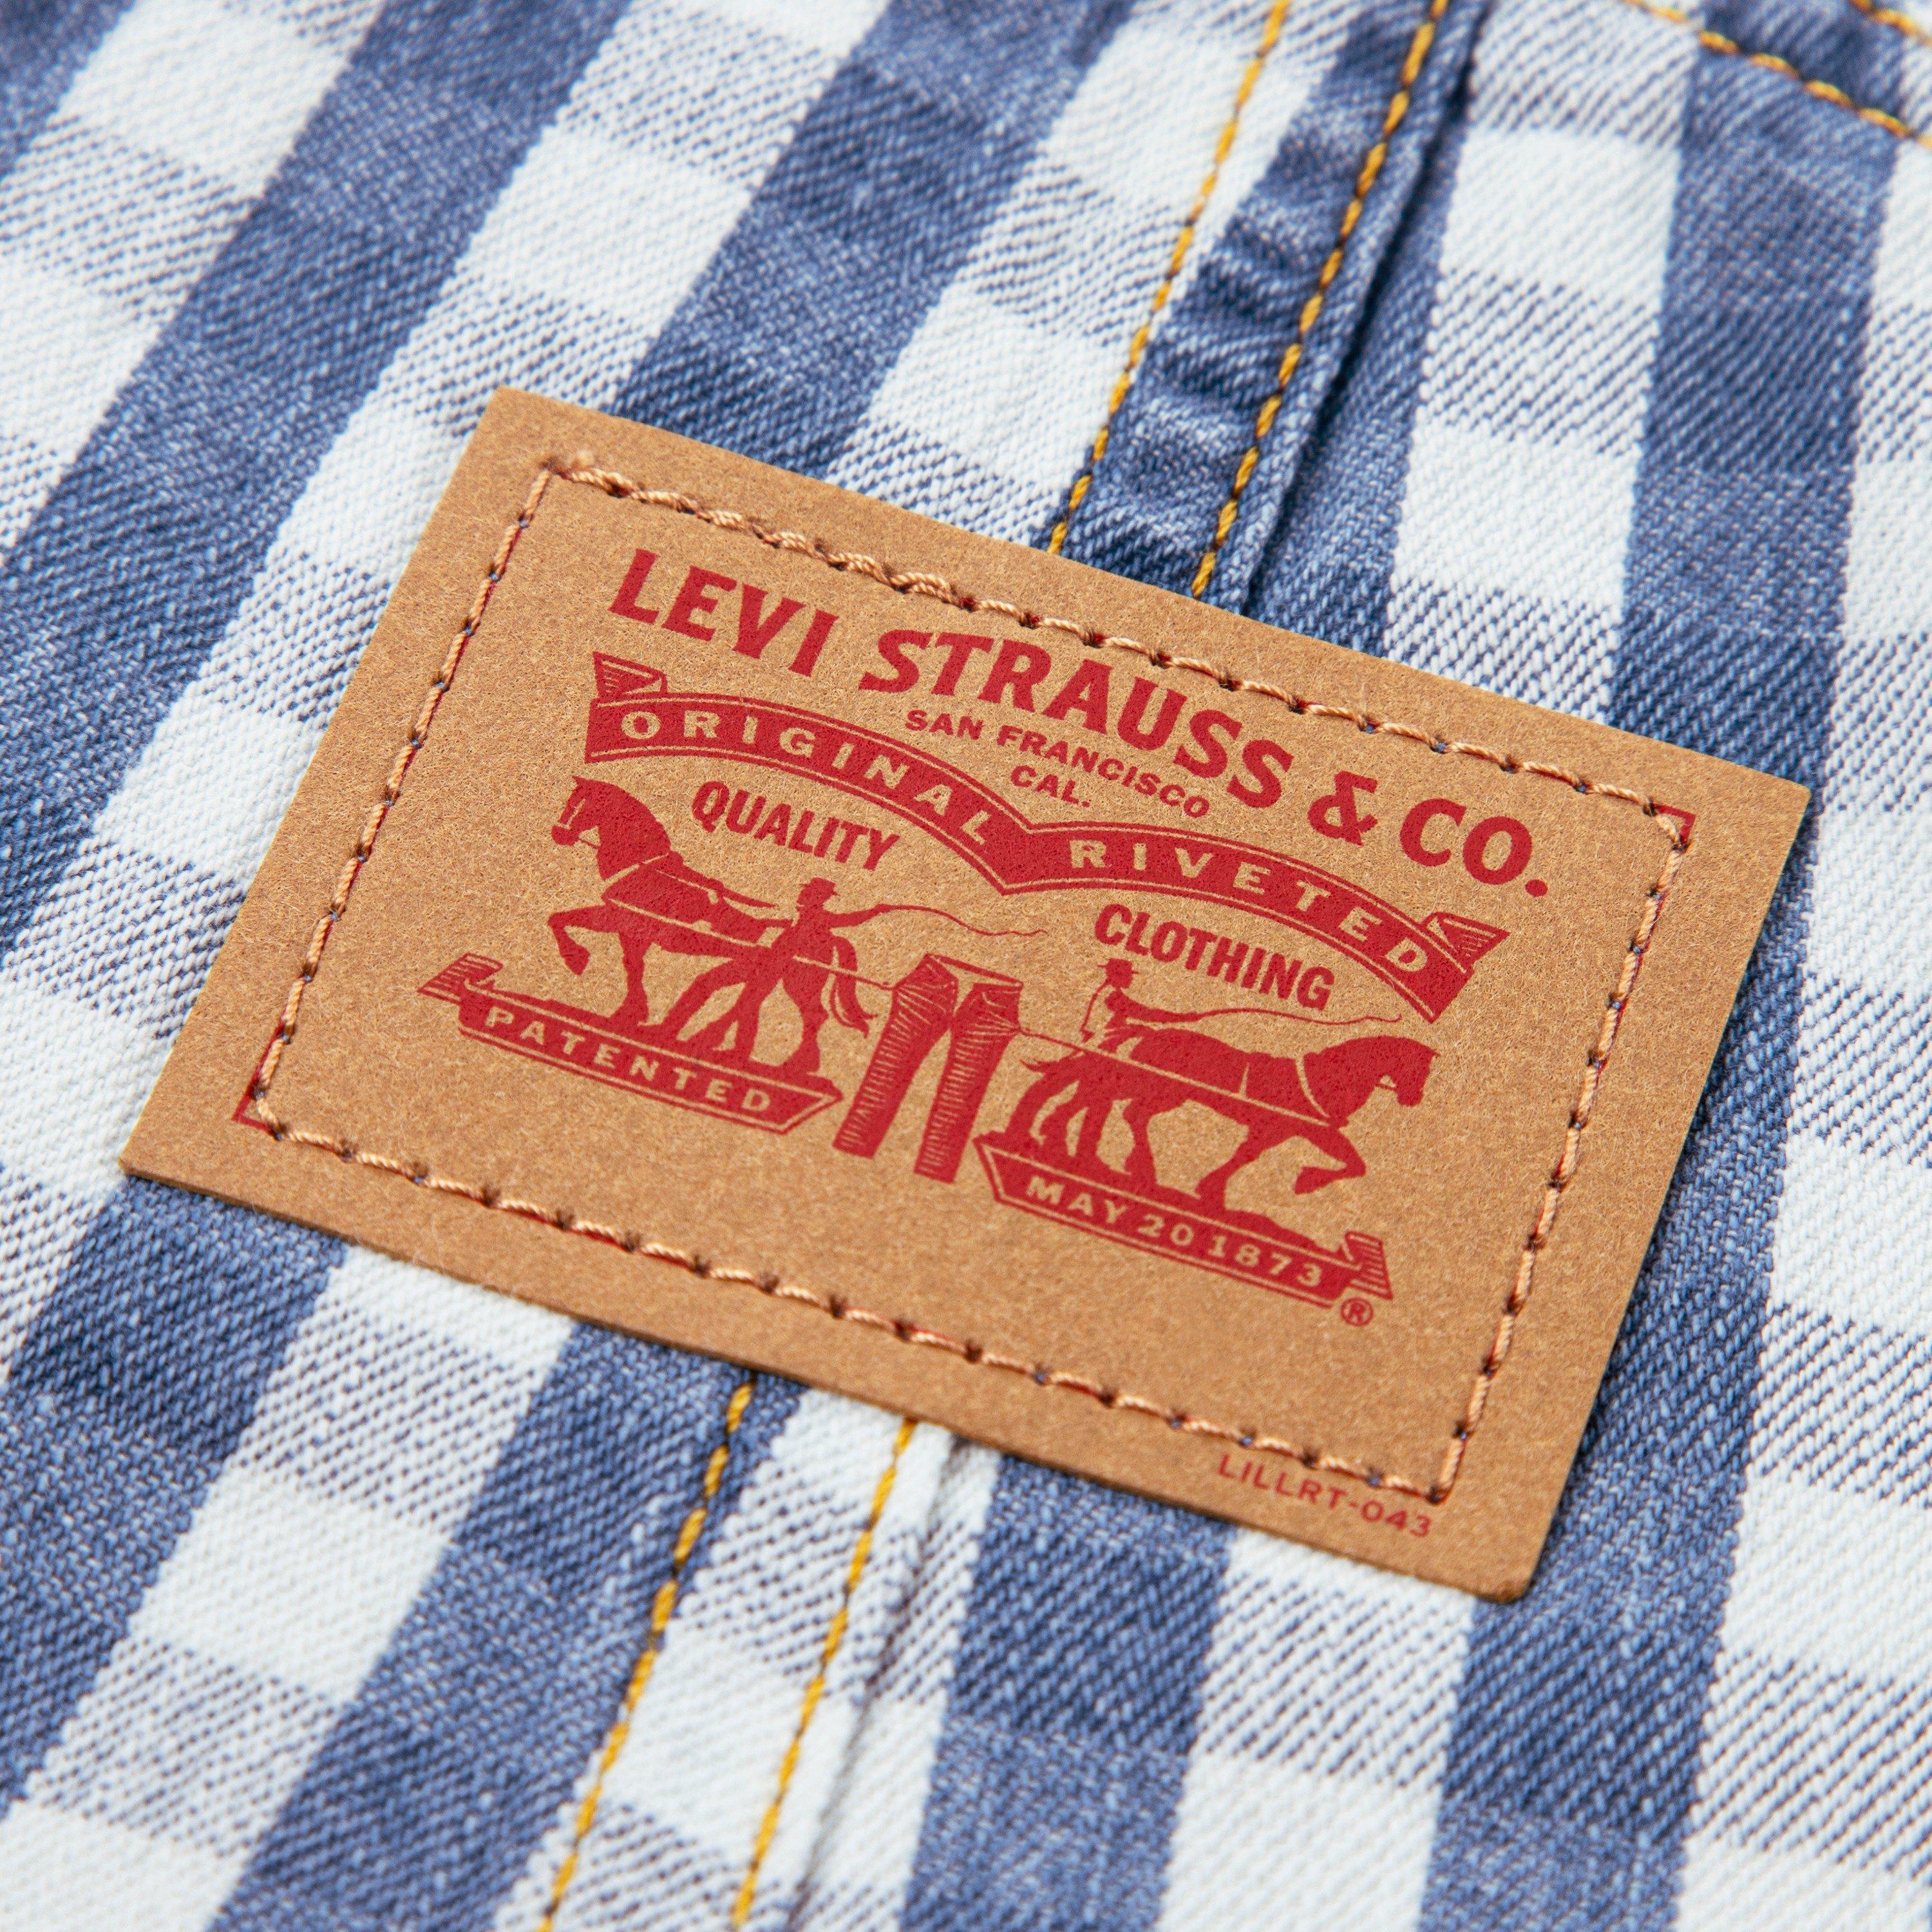 LEVI STRAUSS & CO.
SAN FRANCISCO
CAL.
ORIGINAL RIVETED
QUALITY CLOTHING
PATENTED MAY 20 1873
®
LILLRT-043